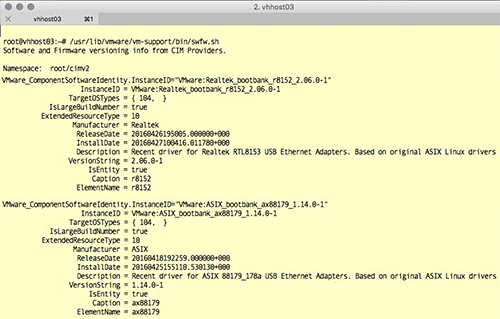 2. vhhost03
× vhhost03 ⌘1
root@vhhost03:~# /usr/lib/vmware/vm-support/bin/swfw.sh
Software and Firmware versioning info from CIM Providers.
Namespace: root/cimv2
VMware_ComponentSoftwareIdentity.InstanceID="VMware:Realtek_bootbank_r8152_2.06.0-1"
InstanceID = VMware:Realtek_bootbank_r8152_2.06.0-1
TargetOSTypes = { 104, }
IsLargeBuildNumber = true
ExtendedResourceType = 10
Manufacturer = Realtek
ReleaseDate = 20160426195005.000000+000
InstallDate = 20160427100416.011780+000
Description = Recent driver for Realtek RTL8153 USB Ethernet Adapters. Based on original ASIX Linux drivers
VersionString = 2.06.0-1
IsEntity = true
Caption = r8152
ElementName = r8152
VMware_ComponentSoftwareIdentity.InstanceID="VMware:ASIX_bootbank_ax88179_1.14.0-1"
InstanceID = VMware:ASIX_bootbank_ax88179_1.14.0-1
TargetOSTypes = { 104, }
IsLargeBuildNumber = true
ExtendedResourceType = 10
Manufacturer = ASIX
ReleaseDate = 20160418192259.000000+000
InstallDate = 20160425155110.530130+000
Description = Recent driver for ASIX 88179_178a USB Ethernet Adapters. Based on original ASIX Linux drivers
VersionString = 1.14.0-1
IsEntity = true
Caption = ax88179
ElementName = ax88179